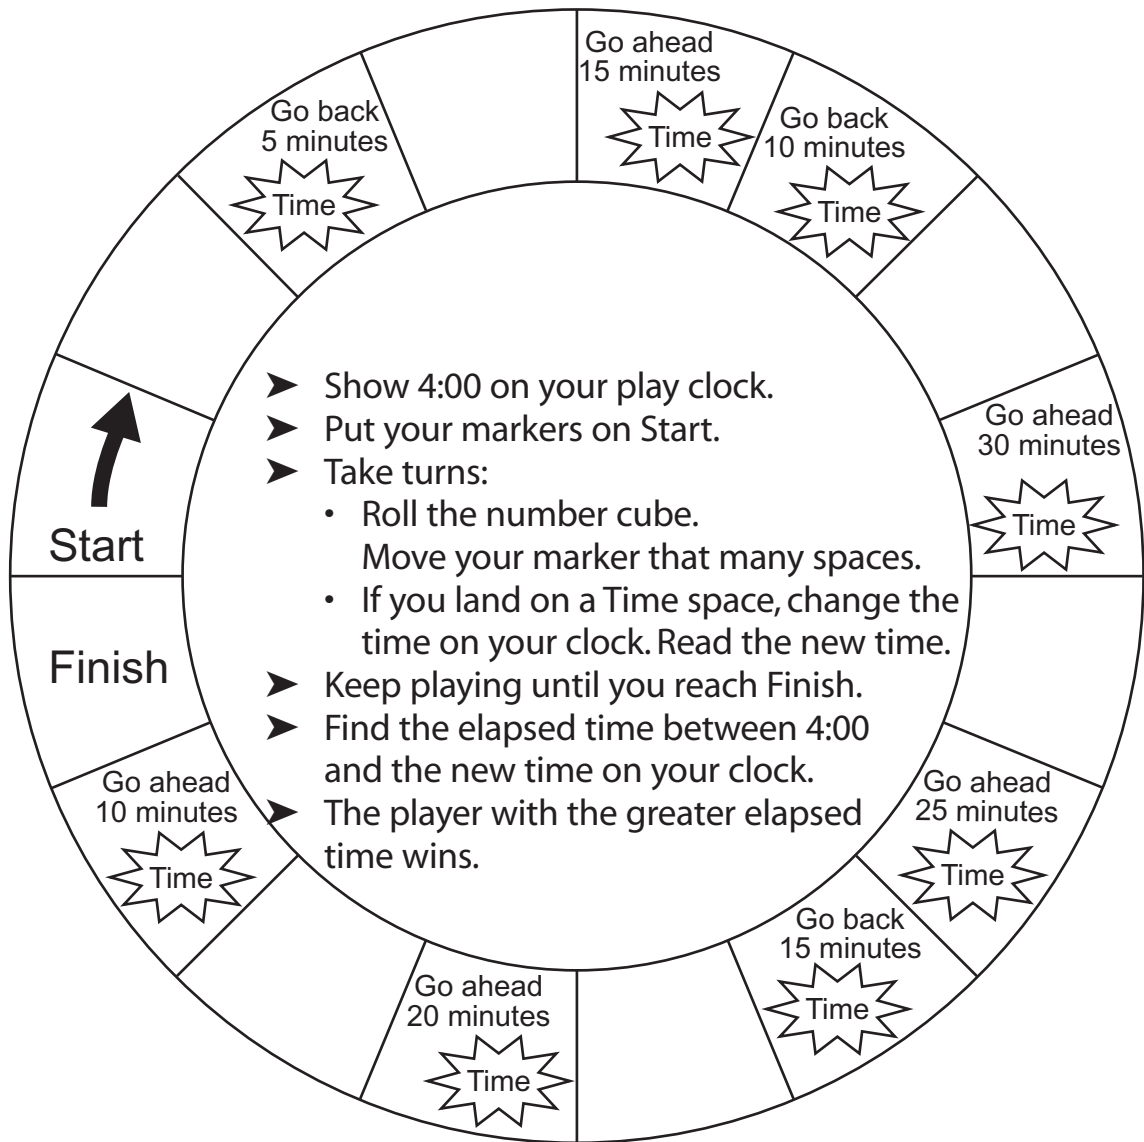 Go ahead
15 minutes
Time
Go back
10 minutes
Time
Go ahead
30 minutes
Time
Go ahead
25 minutes
Time
Go back
15 minutes
Time
Go ahead
20 minutes
Time
Go ahead
10 minutes
Time
Finish
Start
Go back
5 minutes
Time
➤ Show 4:00 on your play clock.
➤ Put your markers on Start.
➤ Take turns:
• Roll the number cube.
Move your marker that many spaces.
• If you land on a Time space, change the
time on your clock. Read the new time.
➤ Keep playing until you reach Finish.
➤ Find the elapsed time between 4:00
and the new time on your clock.
➤ The player with the greater elapsed
time wins.